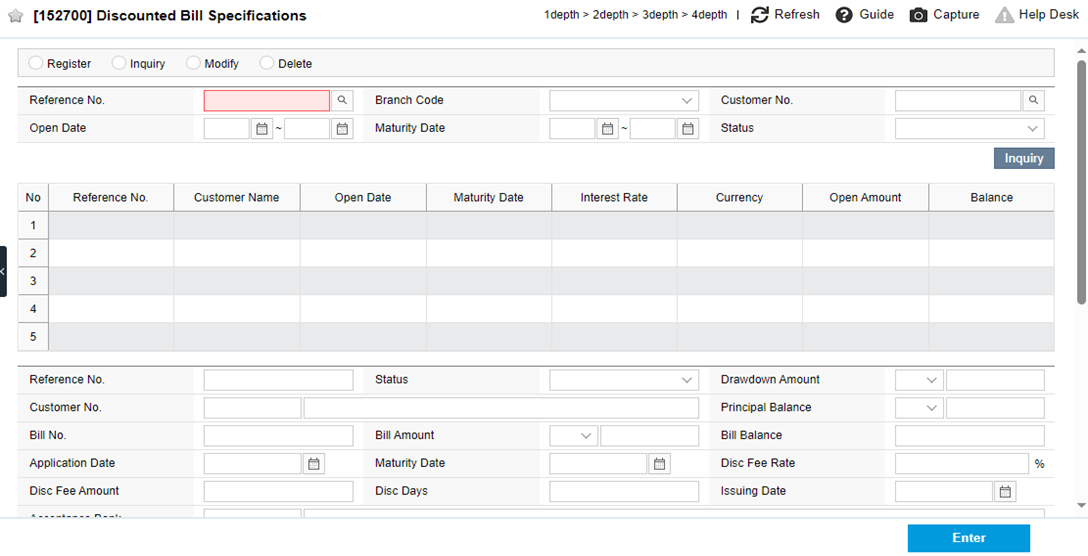 [152700] Discounted Bill Specifications
1depth > 2depth > 3depth > 4depth | Refresh Guide Capture Help Desk
Register Inquiry Modify Delete
Reference No. Branch Code Customer No.
Open Date ~ Maturity Date ~ Status
Inquiry
No Reference No. Customer Name Open Date Maturity Date Interest Rate Currency Open Amount Balance
1
2
3
4
5
Reference No. Status Drawdown Amount
Customer No. Principal Balance
Bill No. Bill Amount Bill Balance
Application Date Maturity Date Disc Fee Rate %
Disc Fee Amount Disc Days Issuing Date
Acceptance Bank
Enter